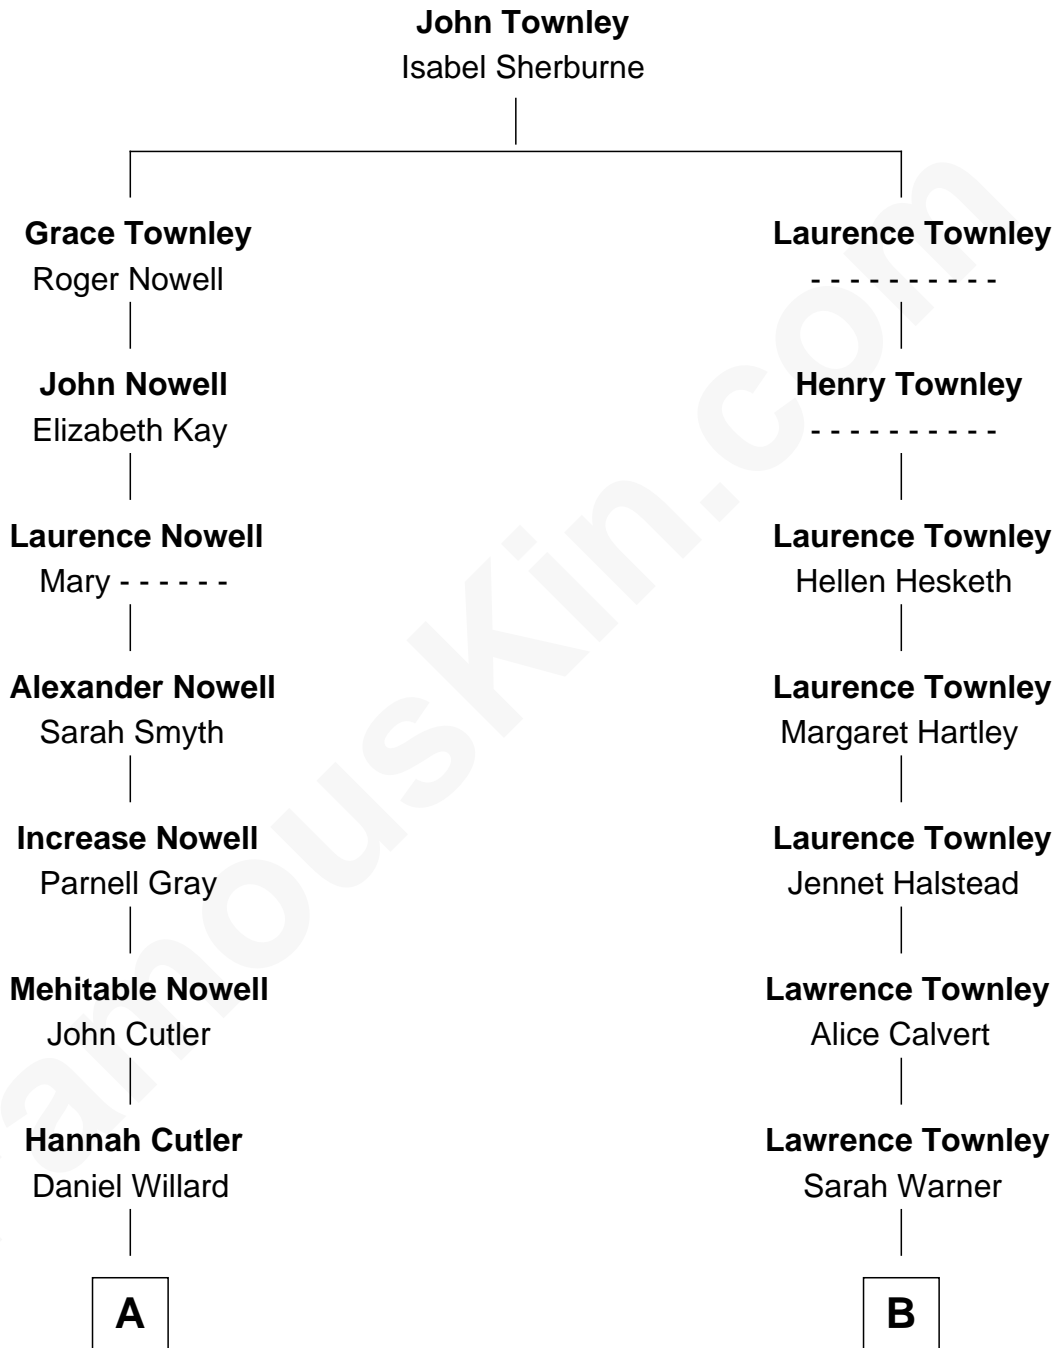 John Townley
Isabel Sherburne
Grace Townley
Roger Nowell
Laurence Townley
- - - - - - - - - -
John Nowell
Elizabeth Kay
Henry Townley
- - - - - - - - - -
Laurence Nowell
Mary - - - - - -
Laurence Townley
Hellen Hesketh
Alexander Nowell
Sarah Smyth
Laurence Townley
Margaret Hartley
Increase Nowell
Parnell Gray
Laurence Townley
Jennet Halstead
Mehitable Nowell
John Cutler
Lawrence Townley
Alice Calvert
Hannah Cutler
Daniel Willard
Lawrence Townley
Sarah Warner
A
B
amouskin.com